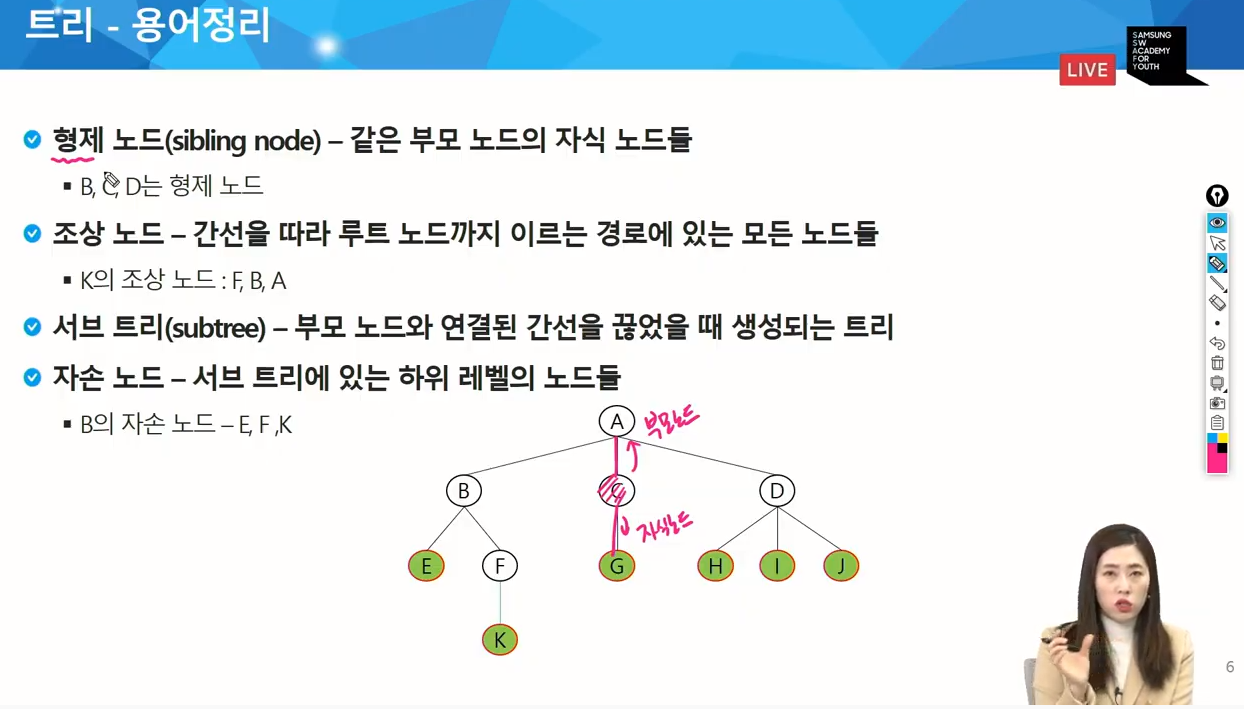 트리 - 용어정리
SAMSUNG
SW
ACADEMY
FOR
YOUTH
LIVE
형제 노드(sibling node) – 같은 부모 노드의 자식 노드들
B, C, D는 형제 노드
조상 노드 – 간선을 따라 루트 노드까지 이르는 경로에 있는 모든 노드들
K의 조상 노드 : F, B, A
서브 트리(subtree) – 부모 노드와 연결된 간선을 끊었을 때 생성되는 트리
자손 노드 – 서브 트리에 있는 하위 레벨의 노드들
B의 자손 노드 – E, F ,K
A 부모노드
B C D
자식노드
E F G H I J
K
6